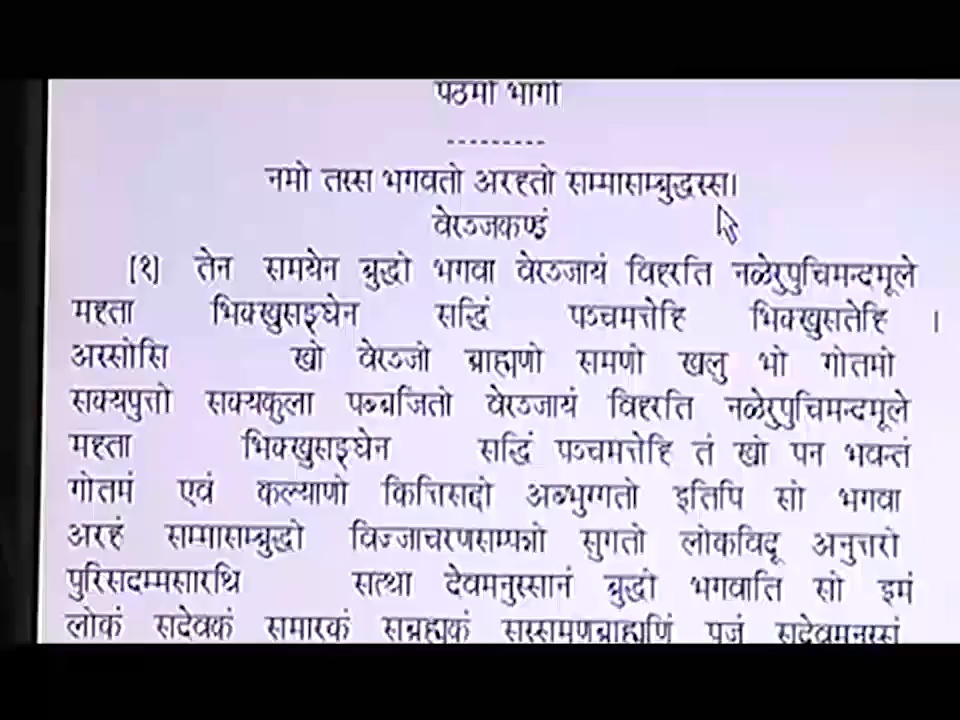 पठमो भागो
---------
नमो तस्स भगवतो अरहतो सम्मासम्बुद्धस्स।
वेरञ्जकण्डं
[१] तेन समयेन बुद्धो भगवा वेरञ्जायं विहरति नळेरुपुचिमन्दमूले
महता भिक्खुसङ्घेन सद्धिं पञ्चमत्तेहि भिक्खुसतेहि ।
अस्सोसि खो वेरञ्जो ब्राह्मणो समणो खलु भो गोतमो
सक्यपुत्तो सक्यकुला पब्बजितो वेरञ्जायं विहरति नळेरुपुचिमन्दमूले
महता भिक्खुसङ्घेन सद्धिं पञ्चमत्तेहि तं खो पन भवन्तं
गोतमं एवं कल्याणो कित्तिसद्दो अब्भुग्गतो इतिपि सो भगवा
अरहं सम्मासम्बुद्धो विज्जाचरणसम्पन्नो सुगतो लोकविदू अनुत्तरो
पुरिसदम्मसारथि सत्था देवमनुस्सानं बुद्धो भगवाति सो इमं
लोकं सदेवकं समारकं सब्रह्मकं सस्समणब्राह्मणिं पजं सदेवमनुस्सं